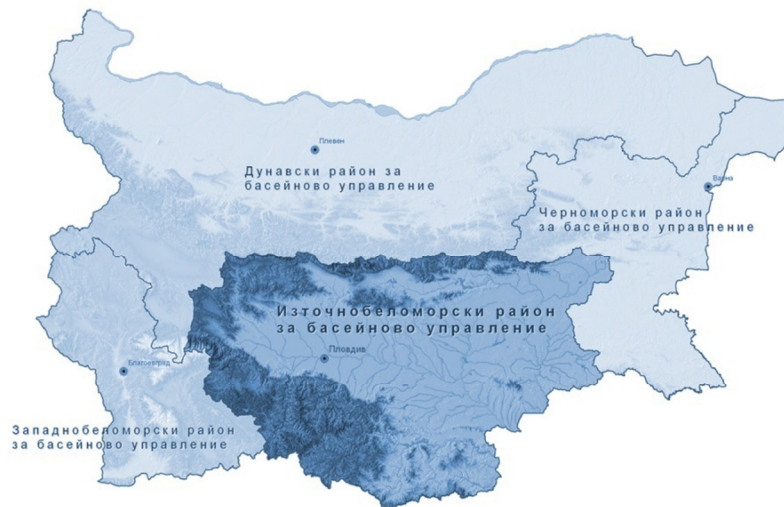 Плевен
Дунавски район за
басейново управление
Варна
Черноморски район
за басейново управление
Източнобеломорски район
за басейново управление
Пловдив
Благоевград
Западнобеломорски район
за басейново управление